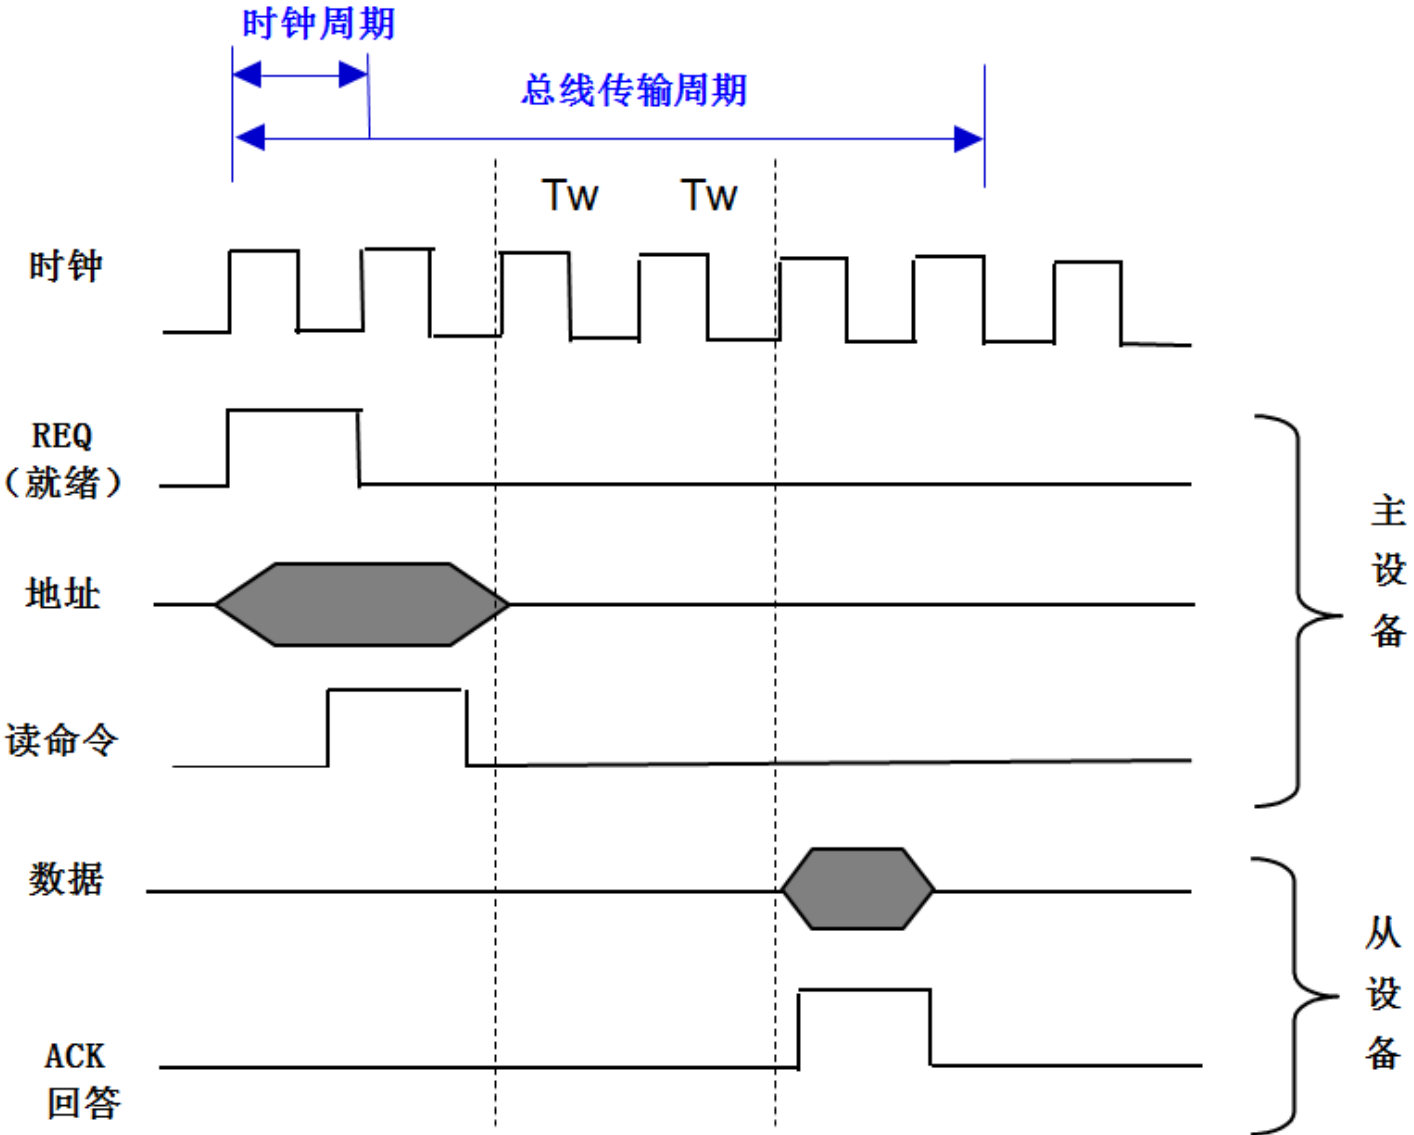 时钟周期
总线传输周期
Tw Tw
时钟
REQ
（就绪）
地址
读命令
数据
ACK
回答
主
设
备
从
设
备